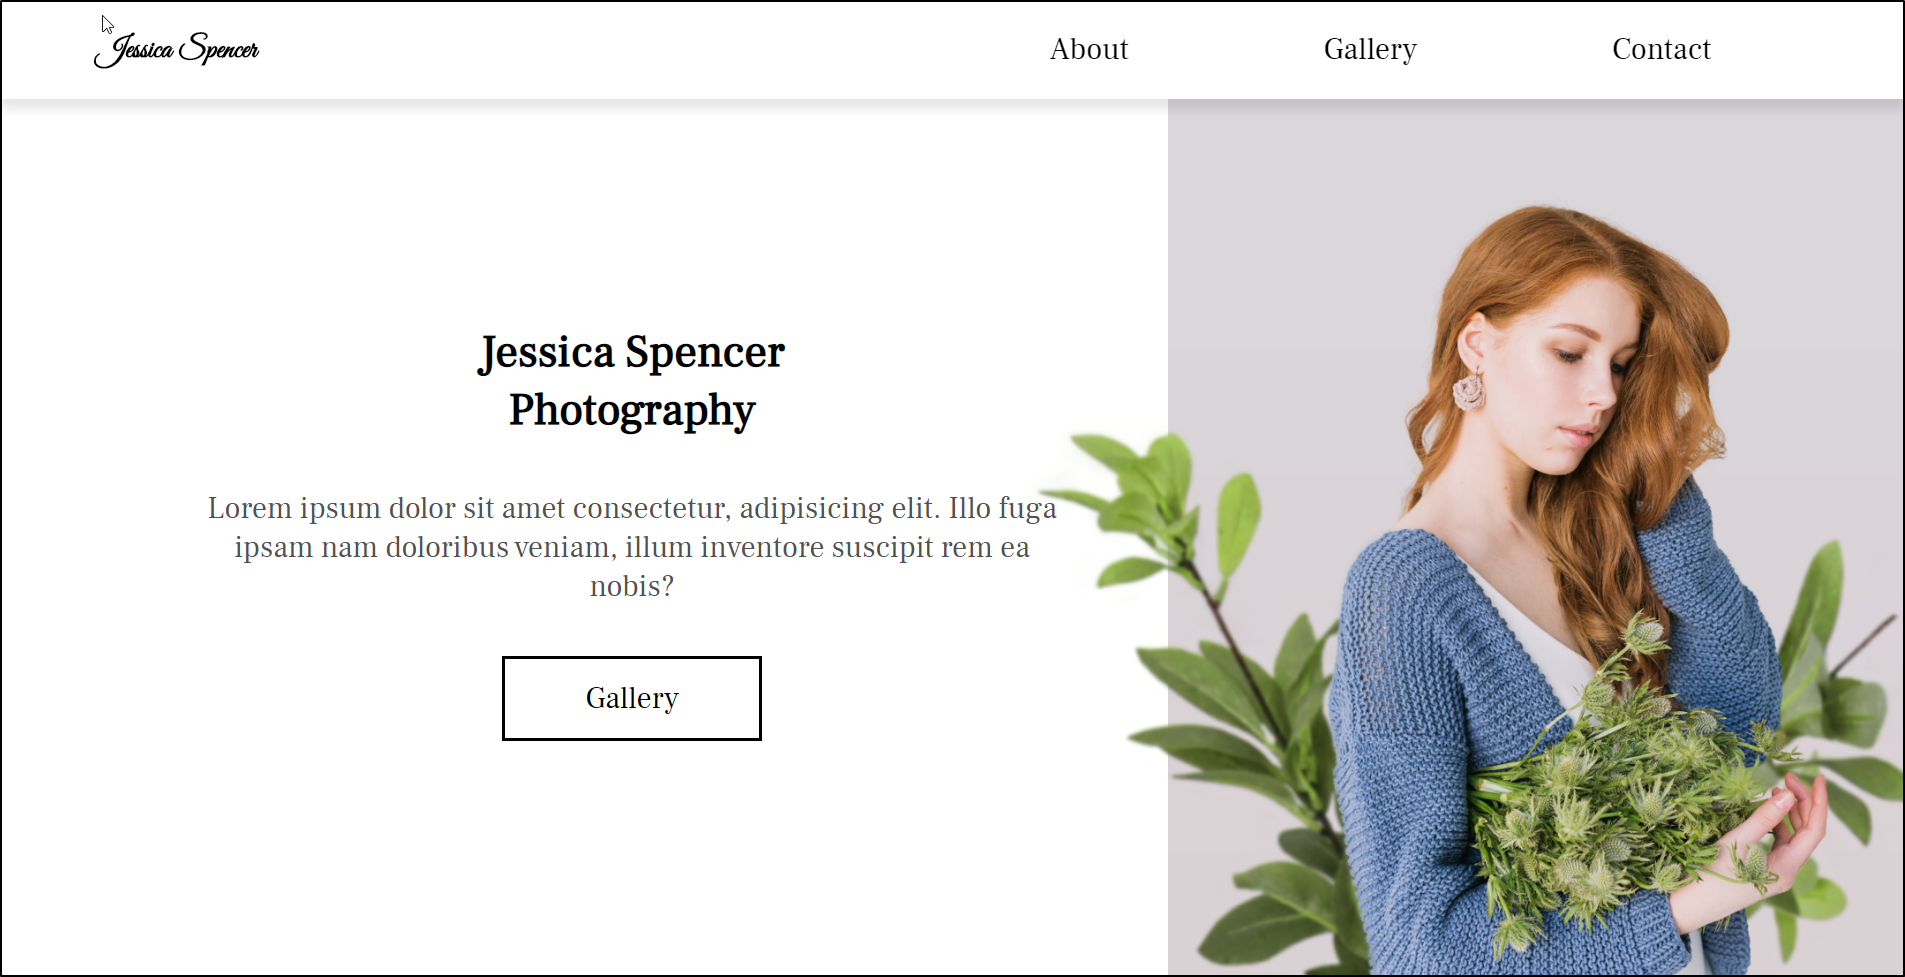 Jessica Spencer
About
Gallery
Contact
Jessica Spencer
Photography
Lorem ipsum dolor sit amet consectetur, adipisicing elit. Illo fuga
ipsam nam doloribus veniam, illum inventore suscipit rem ea
nobis?
Gallery